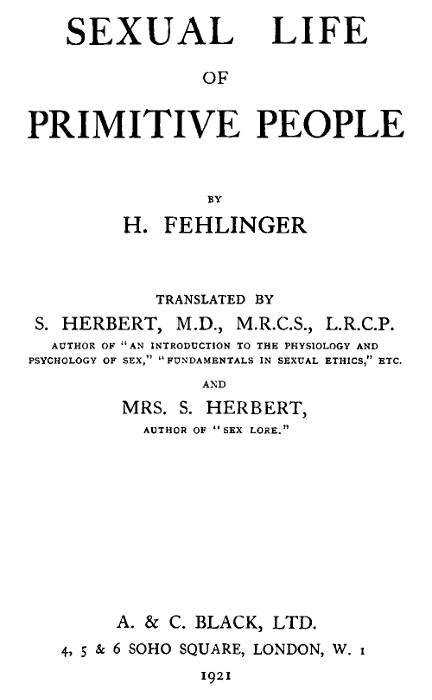 SEXUAL LIFE
OF
PRIMITIVE PEOPLE
BY
H. FEHLINGER
TRANSLATED BY
S. HERBERT, M.D., M.R.C.S., L.R.C.P.
AUTHOR OF "AN INTRODUCTION TO THE PHYSIOLOGY AND
PSYCHOLOGY OF SEX," "FUNDAMENTALS IN SEXUAL ETHICS," ETC.
AND
MRS. S. HERBERT,
AUTHOR OF "SEX LORE."
A. & C. BLACK, LTD.
4, 5 & 6 SOHO SQUARE, LONDON, W. 1
1921